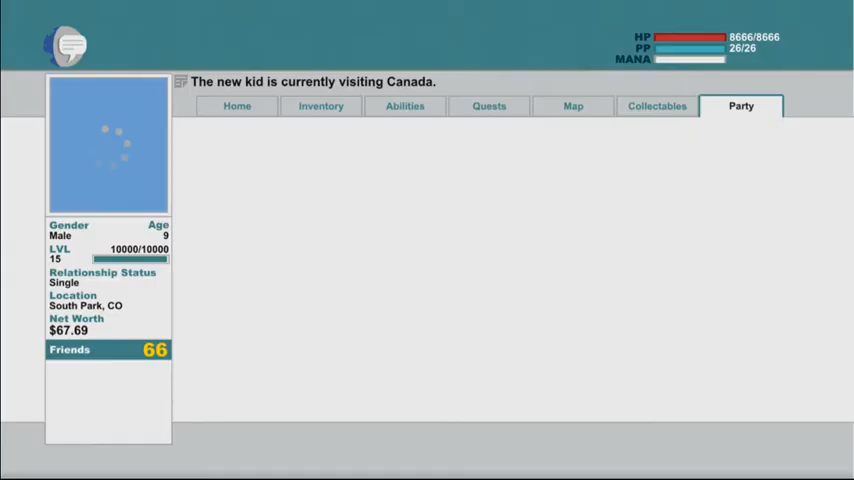 HP 8666/8666
PP 26/26
MANA
The new kid is currently visiting Canada.
Home Inventory Abilities Quests Map Collectables Party
Gender Age
Male 9
LVL 10000/10000
15
Relationship Status
Single
Location
South Park, CO
Net Worth
$67.69
Friends 66